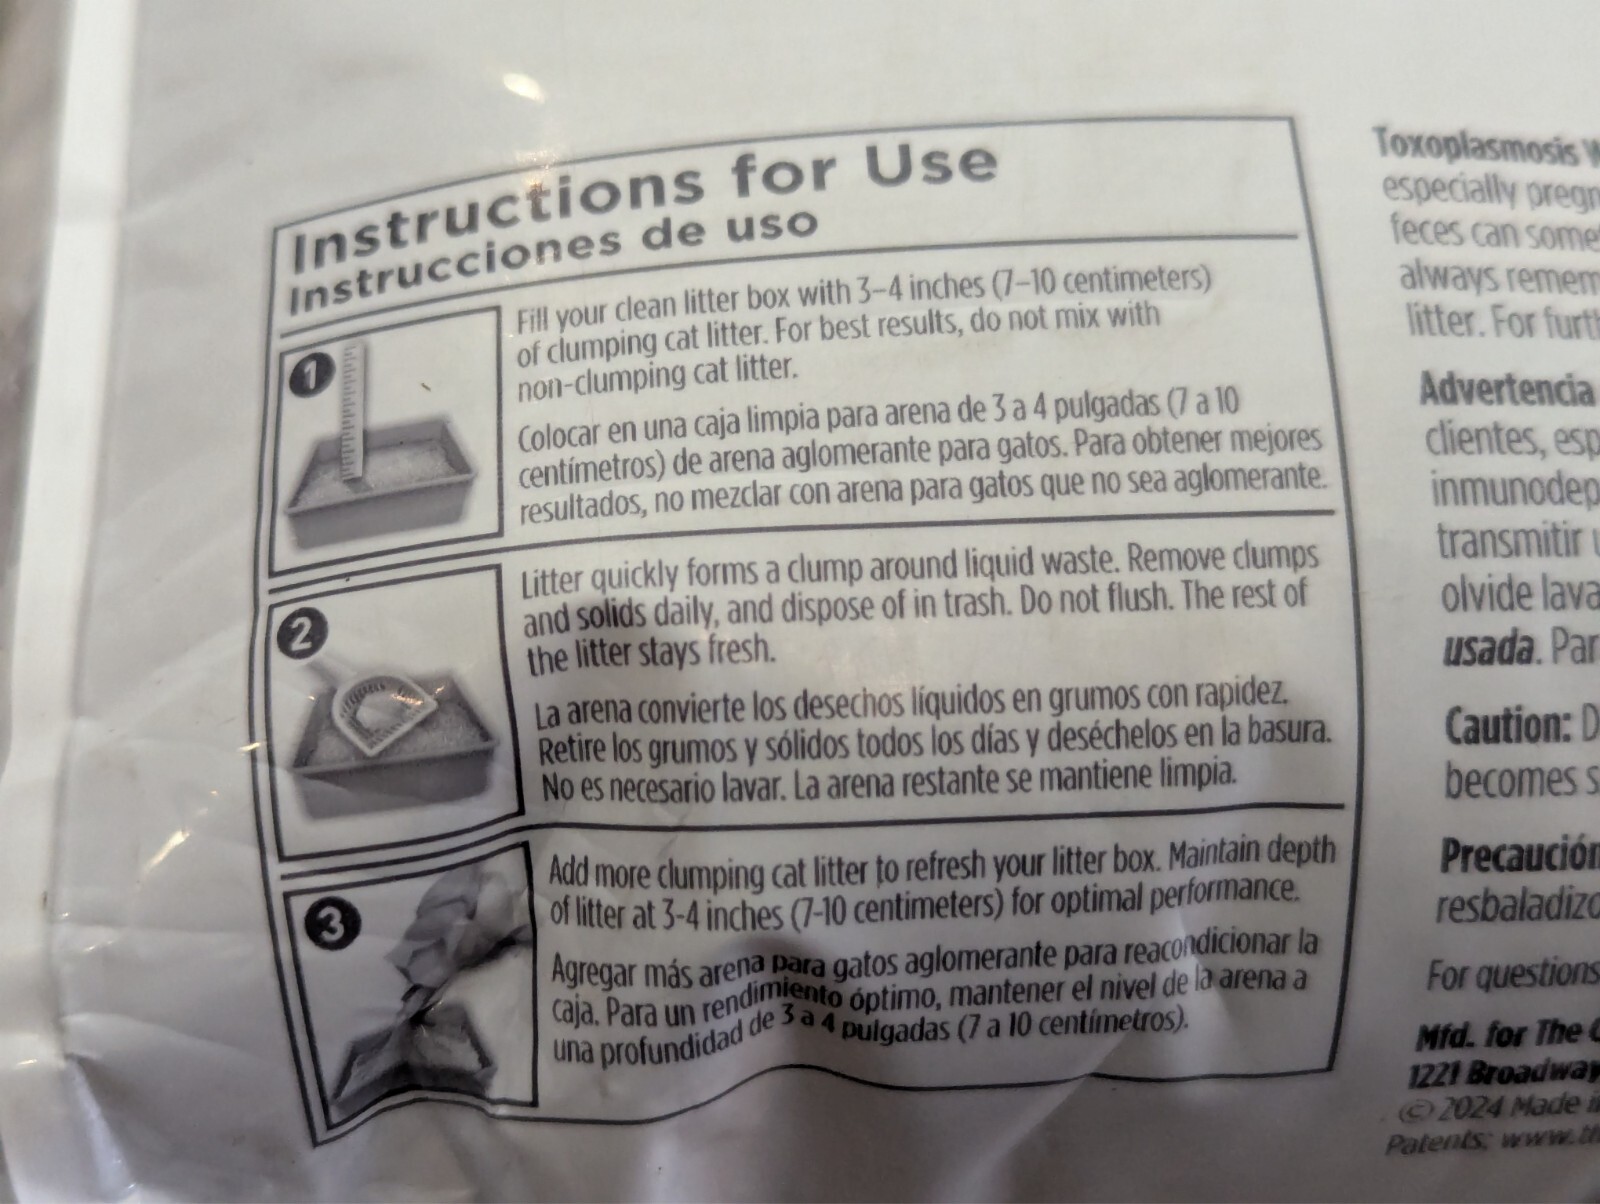 Instructions for Use
Instrucciones de uso
1
Fill your clean litter box with 3–4 inches (7–10 centimeters)
of clumping cat litter. For best results, do not mix with
non-clumping cat litter.
Colocar en una caja limpia para arena de 3 a 4 pulgadas (7 a 10
centímetros) de arena aglomerante para gatos. Para obtener mejores
resultados, no mezclar con arena para gatos que no sea aglomerante.
2
Litter quickly forms a clump around liquid waste. Remove clumps
and solids daily, and dispose of in trash. Do not flush. The rest of
the litter stays fresh.
La arena convierte los desechos líquidos en grumos con rapidez.
Retire los grumos y sólidos todos los días y deséchelos en la basura.
No es necesario lavar. La arena restante se mantiene limpia.
3
Add more clumping cat litter to refresh your litter box. Maintain depth
of litter at 3-4 inches (7-10 centimeters) for optimal performance.
Agregar más arena para gatos aglomerante para reacondicionar la
caja. Para un rendimiento óptimo, mantener el nivel de la arena a
una profundidad de 3 a 4 pulgadas (7 a 10 centímetros).
Toxoplasmosis
especially
feces can
always
litter. For
Advertencia
clientes,
transmitir
olvide
usada.
Caution:
becomes
Precaución
For questions
Mfd. for The
1221 Broadway
© 2024 Made
Patents: